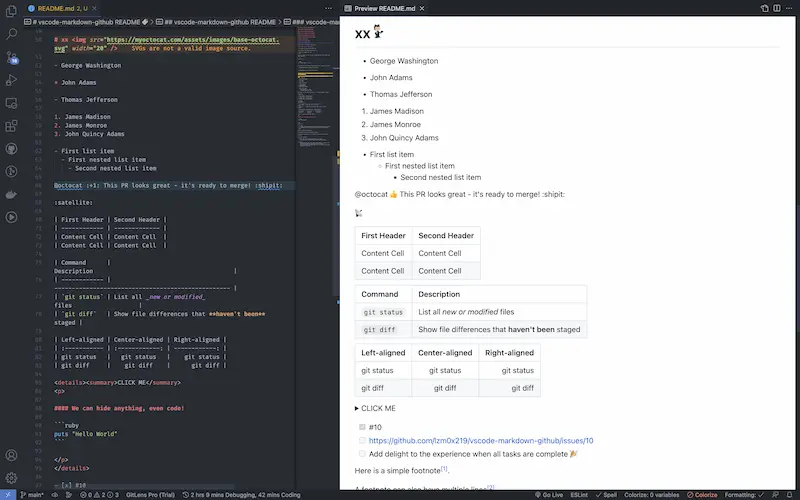 README.md 2, U
Preview README.md
# vscode-markdown-github README
## vscode-markdown-github README
### vscode-markdown-github
# xx <img src="https://myoctocat.com/assets/images/base-octocat.
svg" width="20" />    SVGs are not a valid image source.
- George Washington
* John Adams
- Thomas Jefferson
1. James Madison
2. James Monroe
3. John Quincy Adams
- First list item
- First nested list item
- Second nested list item
@octocat :+1: This PR looks great - it's ready to merge! :shipit:
:satellite:
| First Header | Second Header |
| ------------ | ------------- |
| Content Cell | Content Cell  |
| Content Cell | Content Cell  |
| Command      |
Description                                        |
| ------------ |
-------------------------------------------------- |
| `git status` | List all _new or modified_
files                      |
| `git diff`   | Show file differences that **haven't been**
staged |
| Left-aligned | Center-aligned | Right-aligned |
| :----------- | :------------: | ------------: |
| git status   |   git status   |    git status |
| git diff     |    git diff    |      git diff |
<details><summary>CLICK ME</summary>
<p>
#### We can hide anything, even code!
```ruby
puts "Hello World"
```
</p>
</details>
- [x] #10
XX
George Washington
John Adams
Thomas Jefferson
1. James Madison
2. James Monroe
3. John Quincy Adams
First list item
First nested list item
Second nested list item
@octocat 👍 This PR looks great - it's ready to merge! :shipit:
First Header Second Header
Content Cell Content Cell
Content Cell Content Cell
Command Description
git status List all new or modified files
git diff Show file differences that haven't been staged
Left-aligned Center-aligned Right-aligned
git status git status git status
git diff git diff git diff
CLICK ME
#10
https://github.com/lzm0x219/vscode-markdown-github/issues/10
Add delight to the experience when all tasks are complete 🎉
Here is a simple footnote[1].
A footnote can also have multiple lines[2]
main* 0 2 3 GitLens Pro (Trial) 2 hrs 9 mins Debugging, 42 mins Coding Go Live ESLint Spell Colorize: 0 variables Colorize Formatting: